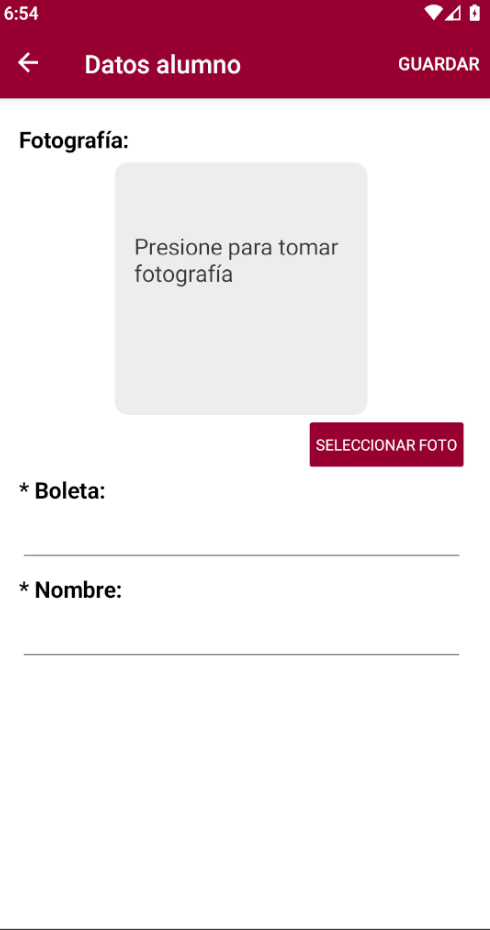 6:54
Datos alumno
GUARDAR
Fotografía:
Presione para tomar
fotografía
SELECCIONAR FOTO
* Boleta:
* Nombre: